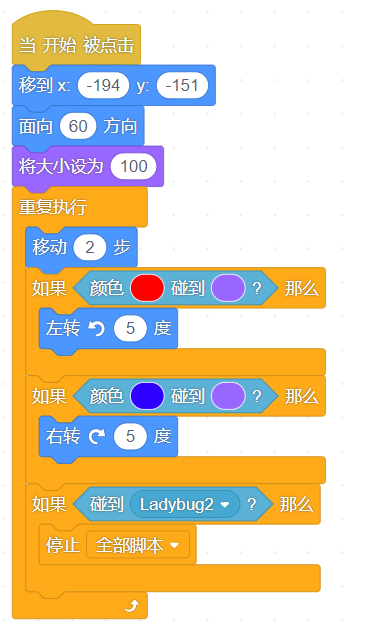 当 开始 被点击
移到 x: -194 y: -151
面向 60 方向
将大小设为 100
重复执行
移动 2 步
如果 颜色 碰到 ? 那么
左转 5 度
如果 颜色 碰到 ? 那么
右转 5 度
如果 碰到 Ladybug2 ? 那么
停止 全部脚本